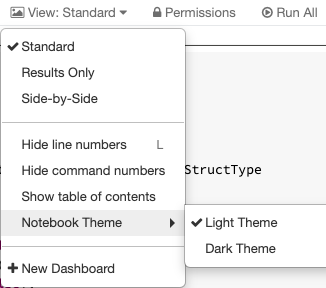 View: Standard Permissions Run All
Standard
Results Only
Side-by-Side
Hide line numbers L
Hide command numbers
StructType
Show table of contents
Notebook Theme
Light Theme
Dark Theme
New Dashboard